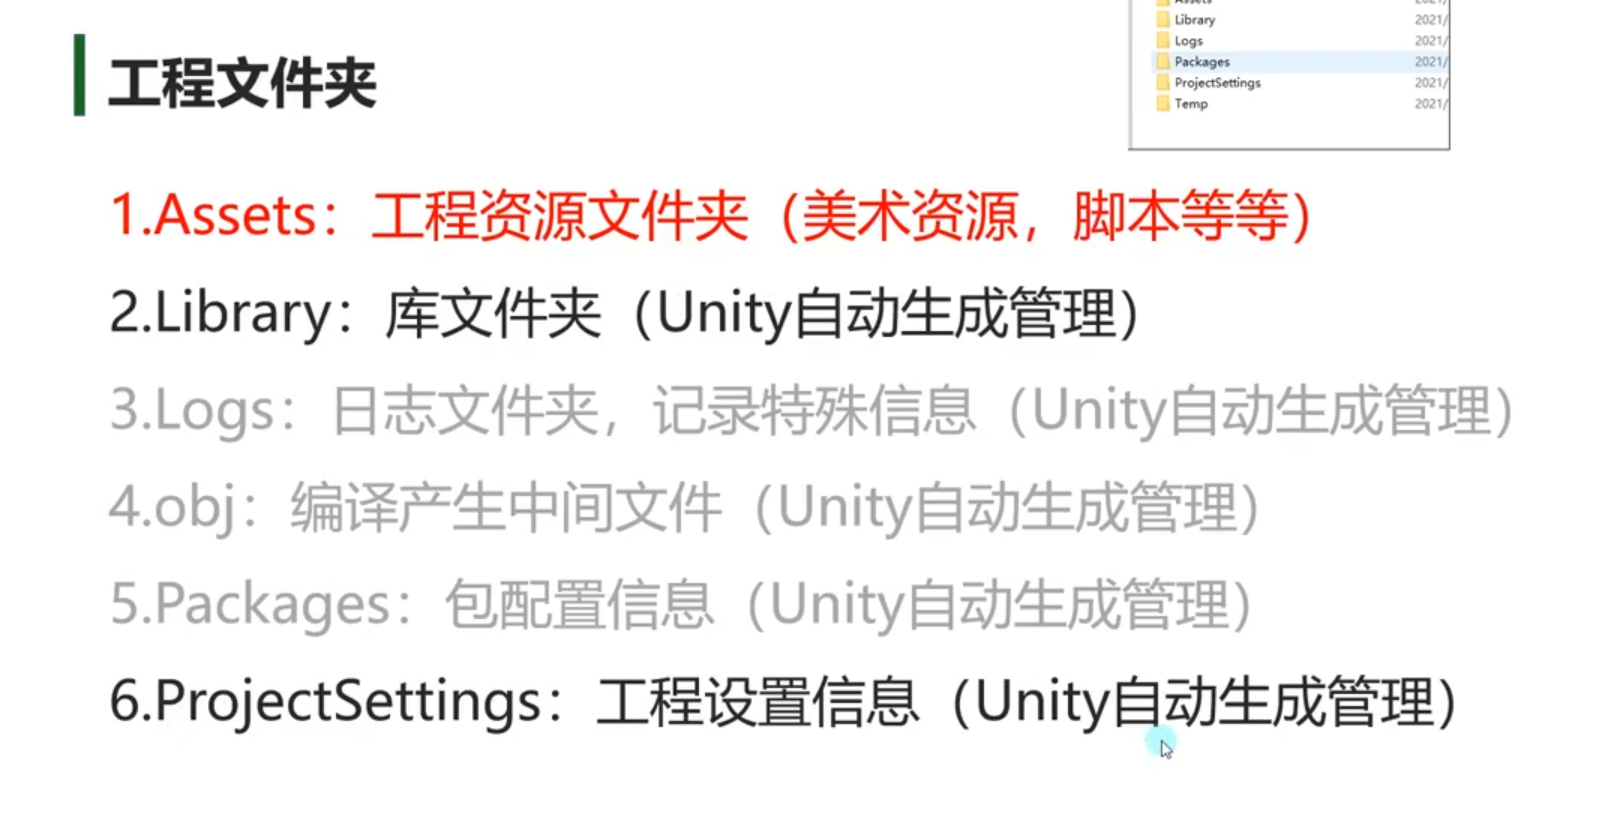 Assets
Library 2021/
Logs 2021/
Packages 2021/
ProjectSettings 2021/
Temp 2021/
工程文件夹
1.Assets：工程资源文件夹（美术资源，脚本等等）
2.Library：库文件夹（Unity自动生成管理）
3.Logs：日志文件夹，记录特殊信息（Unity自动生成管理）
4.obj：编译产生中间文件（Unity自动生成管理）
5.Packages：包配置信息（Unity自动生成管理）
6.ProjectSettings：工程设置信息（Unity自动生成管理）